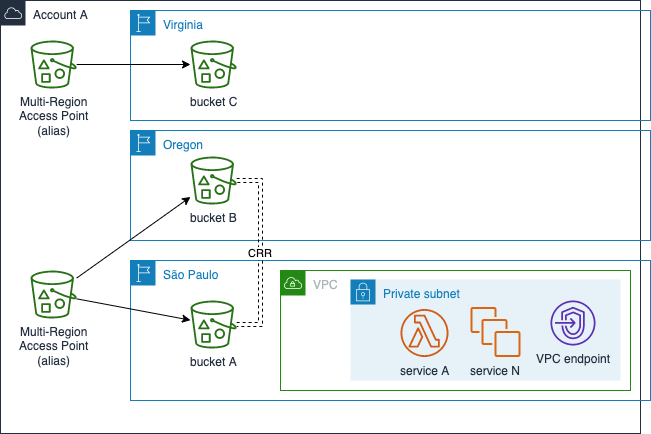 Account A
Virginia
Multi-Region
Access Point
(alias)
bucket C
Oregon
bucket B
CRR
São Paulo
VPC
Private subnet
Multi-Region
Access Point
(alias)
bucket A
service A
service N
VPC endpoint